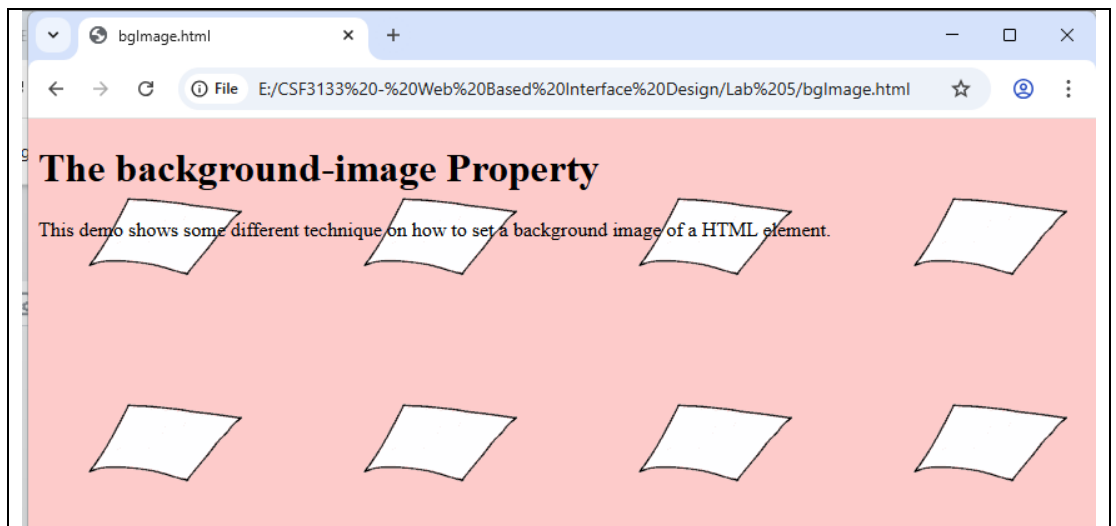 bgImage.html
File E:/CSF3133%20-%20Web%20Based%20Interface%20Design/Lab%205/bgImage.html
The background-image Property
This demo shows some different technique on how to set a background image of a HTML element.